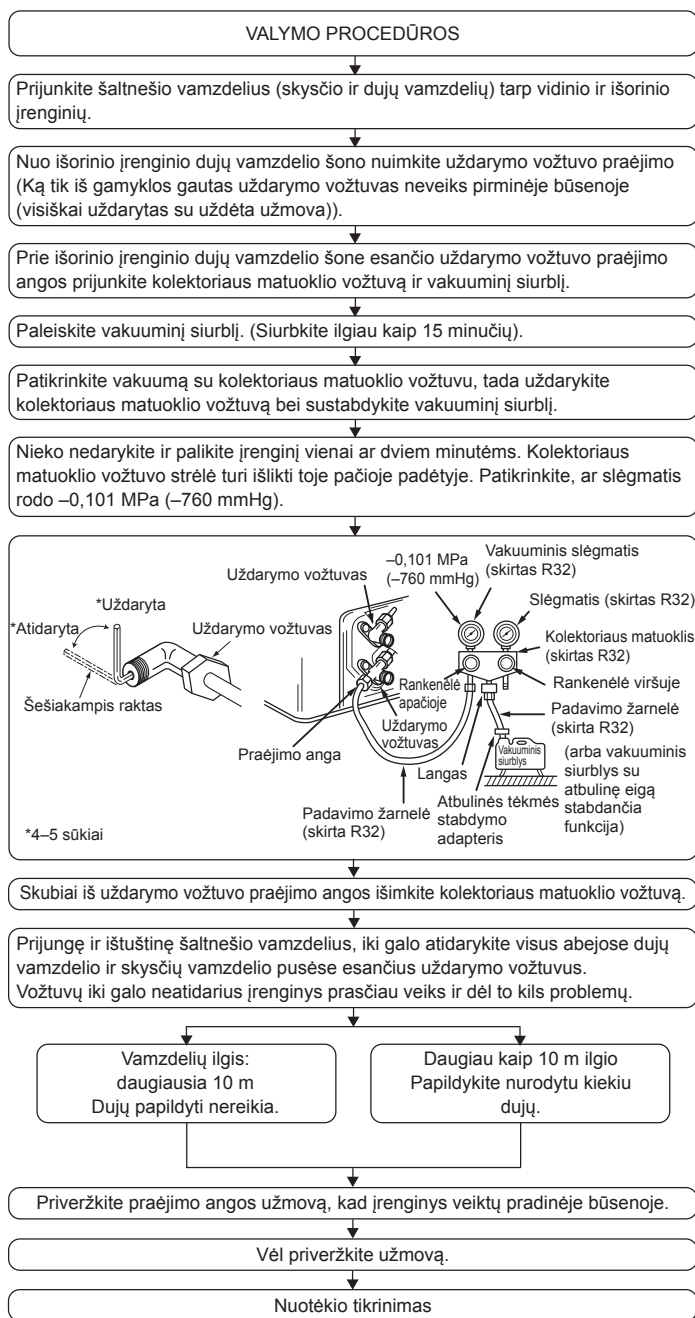 VALYMO PROCEDŪROS
Prijunkite šaltnešio vamzdelius (skysčio ir dujų vamzdelių) tarp vidinio ir išorinio
įrenginių.
Nuo išorinio įrenginio dujų vamzdelio šono nuimkite uždarymo vožtuvo praėjimo
(Ką tik iš gamyklos gautas uždarymo vožtuvas neveiks pirminėje būsenoje
(visiškai uždarytas su uždėta užmova)).
Prie išorinio įrenginio dujų vamzdelio šone esančio uždarymo vožtuvo praėjimo
angos prijunkite kolektoriaus matuoklio vožtuvą ir vakuuminį siurblį.
Paleiskite vakuuminį siurblį. (Siurbkite ilgiau kaip 15 minučių).
Patikrinkite vakuumą su kolektoriaus matuoklio vožtuvu, tada uždarykite
kolektoriaus matuoklio vožtuvą bei sustabdykite vakuuminį siurblį.
Nieko nedarykite ir palikite įrenginį vienai ar dviem minutėms. Kolektoriaus
matuoklio vožtuvo strėlė turi išlikti toje pačioje padėtyje. Patikrinkite, ar slėgmatis
rodo –0,101 MPa (–760 mmHg).
*Atidaryta
*Uždaryta
Šešiakampis raktas
Uždarymo vožtuvas
*4–5 sūkiai
Uždarymo vožtuvas
Praėjimo anga
Uždarymo
vožtuvas
Padavimo žarnelė
(skirta R32)
–0,101 MPa
(–760 mmHg)
Vakuuminis slėgmatis
(skirtas R32)
Slėgmatis (skirtas R32)
Kolektoriaus matuoklis
(skirtas R32)
Rankenėlė
apačioje
Rankenėlė viršuje
Padavimo žarnelė
(skirta R32)
Langas
Vakuuminis
siurblys
Atbulinės tėkmės
stabdymo
adapteris
(arba vakuuminis
siurblys su
atbulinę eigą
stabdančia
funkcija)
Skubiai iš uždarymo vožtuvo praėjimo angos išimkite kolektoriaus matuoklio vožtuvą.
Prijungę ir ištuštinę šaltnešio vamzdelius, iki galo atidarykite visus abejose dujų
vamzdelio ir skysčių vamzdelio pusėse esančius uždarymo vožtuvus.
Vožtuvų iki galo neatidarius įrenginys prasčiau veiks ir dėl to kils problemų.
Vamzdelių ilgis:
daugiausia 10 m
Dujų papildyti nereikia.
Daugiau kaip 10 m ilgio
Papildykite nurodytu kiekiu
dujų.
Priveržkite praėjimo angos užmovą, kad įrenginys veiktų pradinėje būsenoje.
Vėl priveržkite užmovą.
Nuotėkio tikrinimas